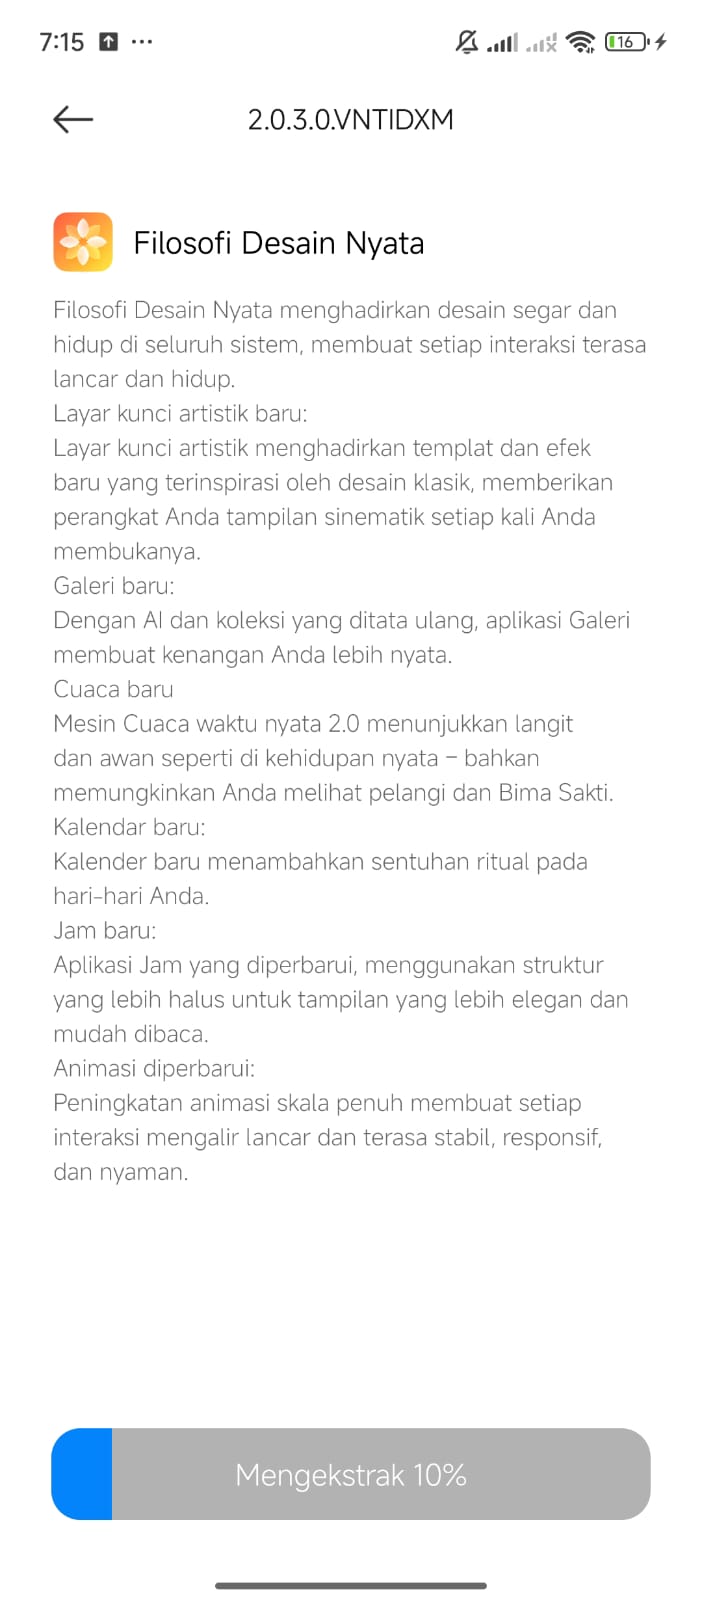 7:15
16
2.0.3.0.VNTIDXM
Filosofi Desain Nyata
Filosofi Desain Nyata menghadirkan desain segar dan
hidup di seluruh sistem, membuat setiap interaksi terasa
lancar dan hidup.
Layar kunci artistik baru:
Layar kunci artistik menghadirkan templat dan efek
baru yang terinspirasi oleh desain klasik, memberikan
perangkat Anda tampilan sinematik setiap kali Anda
membukanya.
Galeri baru:
Dengan AI dan koleksi yang ditata ulang, aplikasi Galeri
membuat kenangan Anda lebih nyata.
Cuaca baru
Mesin Cuaca waktu nyata 2.0 menunjukkan langit
dan awan seperti di kehidupan nyata – bahkan
memungkinkan Anda melihat pelangi dan Bima Sakti.
Kalendar baru:
Kalender baru menambahkan sentuhan ritual pada
hari-hari Anda.
Jam baru:
Aplikasi Jam yang diperbarui, menggunakan struktur
yang lebih halus untuk tampilan yang lebih elegan dan
mudah dibaca.
Animasi diperbarui:
Peningkatan animasi skala penuh membuat setiap
interaksi mengalir lancar dan terasa stabil, responsif,
dan nyaman.
Mengekstrak 10%